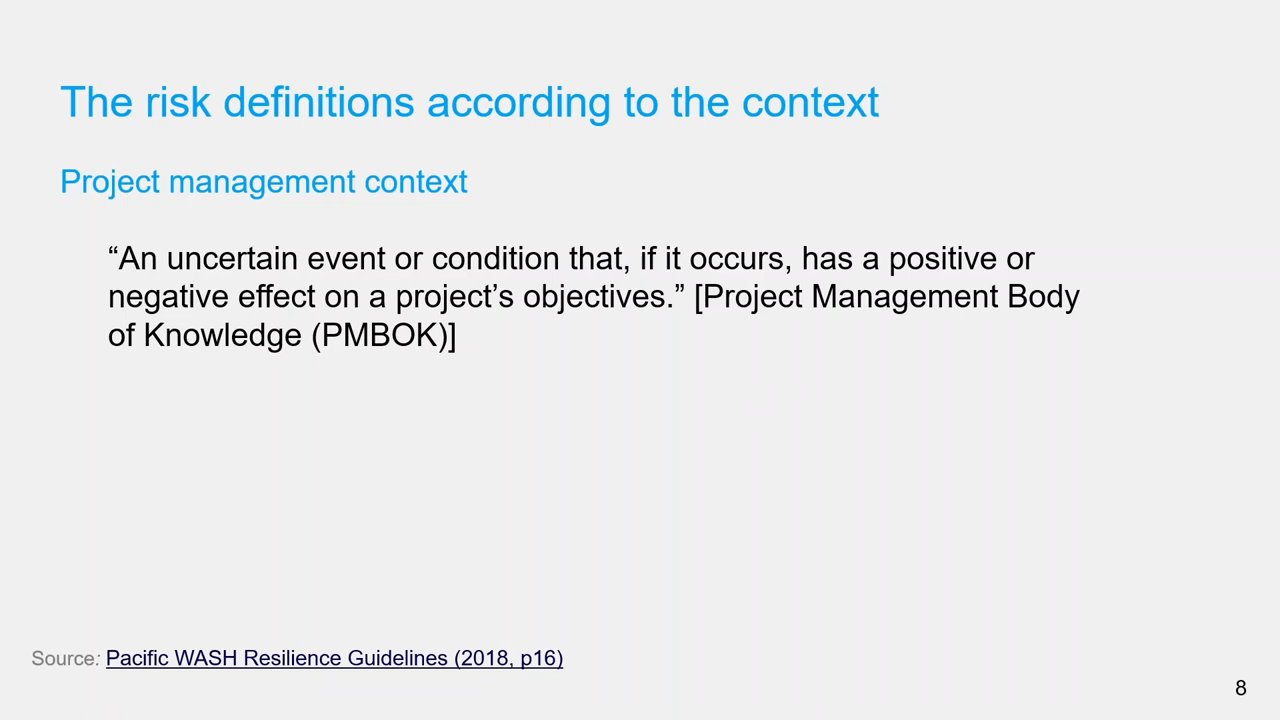 The risk definitions according to the context
Project management context
“An uncertain event or condition that, if it occurs, has a positive or
negative effect on a project’s objectives.” [Project Management Body
of Knowledge (PMBOK)]
Source: Pacific WASH Resilience Guidelines (2018, p16)
8